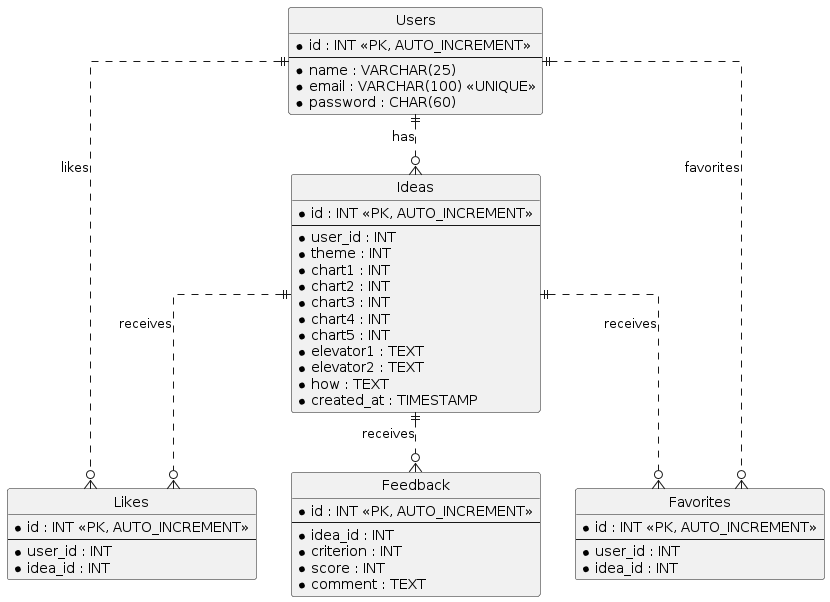 Users
id : INT «PK, AUTO_INCREMENT»
name : VARCHAR(25)
email : VARCHAR(100) «UNIQUE»
password : CHAR(60)
has
likes
favorites
Ideas
id : INT «PK, AUTO_INCREMENT»
user_id : INT
theme : INT
chart1 : INT
chart2 : INT
chart3 : INT
chart4 : INT
chart5 : INT
elevator1 : TEXT
elevator2 : TEXT
how : TEXT
created_at : TIMESTAMP
receives
receives
receives
Likes
id : INT «PK, AUTO_INCREMENT»
user_id : INT
idea_id : INT
Feedback
id : INT «PK, AUTO_INCREMENT»
idea_id : INT
criterion : INT
score : INT
comment : TEXT
Favorites
id : INT «PK, AUTO_INCREMENT»
user_id : INT
idea_id : INT